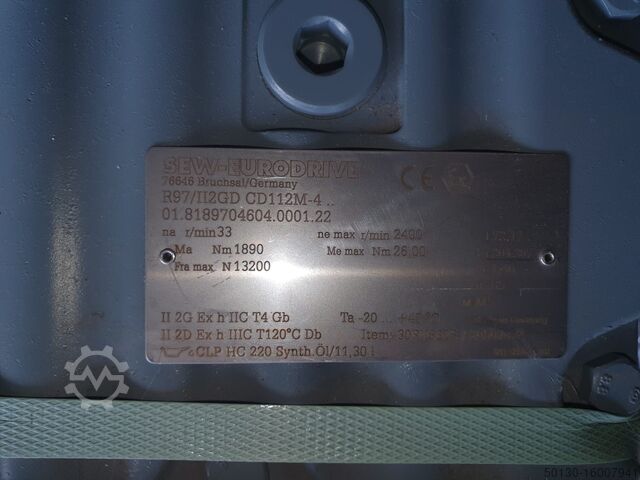 SEW-EURODRIVE
76646 Bruchsal/Germany
R97/II2GD CD112M-4 ..
01.8189704604.0001.22
na r/min 33 ne max r/min 2400
Ma Nm 1890 Me max Nm 26,00
Fra max N 13200
II 2G Ex h IIC T4 Gb Ta -20 ...
II 2D Ex h IIIC T120°C Db Item:
CLP HC 220 Synth.Öl/11,30 l
50130-16007941